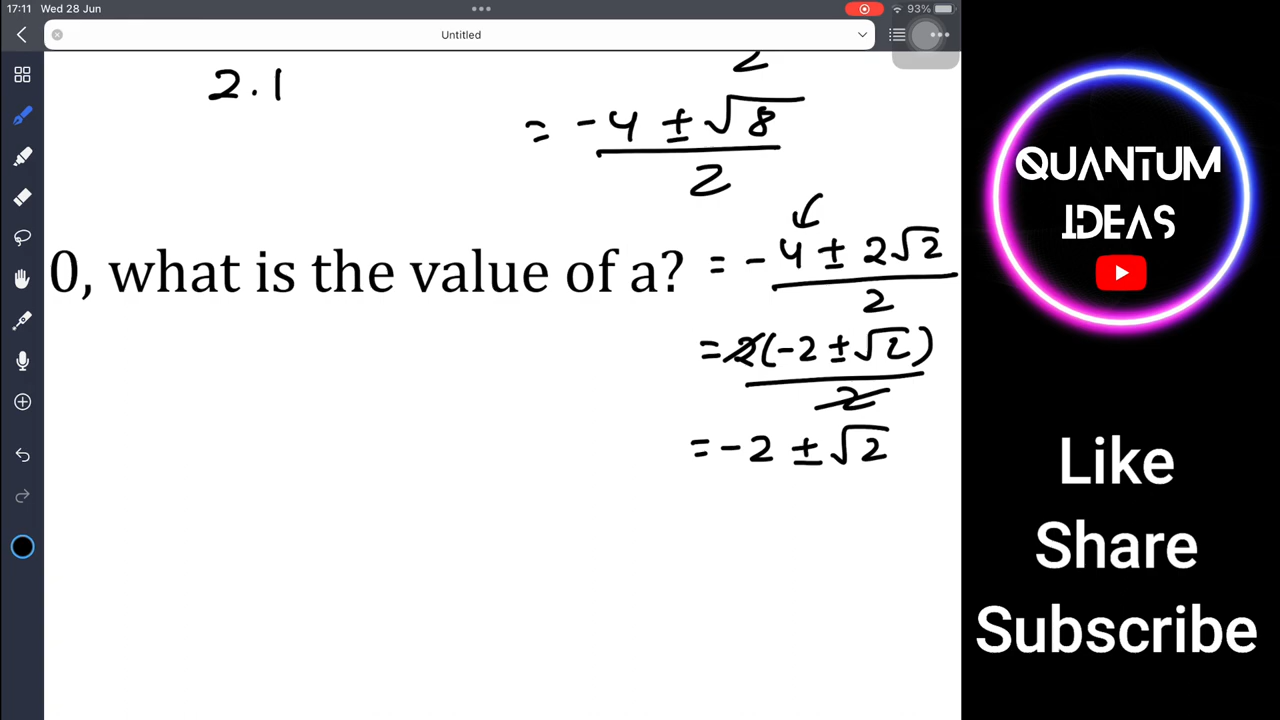 17:11 Wed 28 Jun
93%
Untitled
2
2.1
= -4 ± √8
2
0, what is the value of a?
= -4 ± 2√2
2
= 2(-2 ± √2)
2
= -2 ± √2
QUANTUM
IDEAS
Like
Share
Subscribe